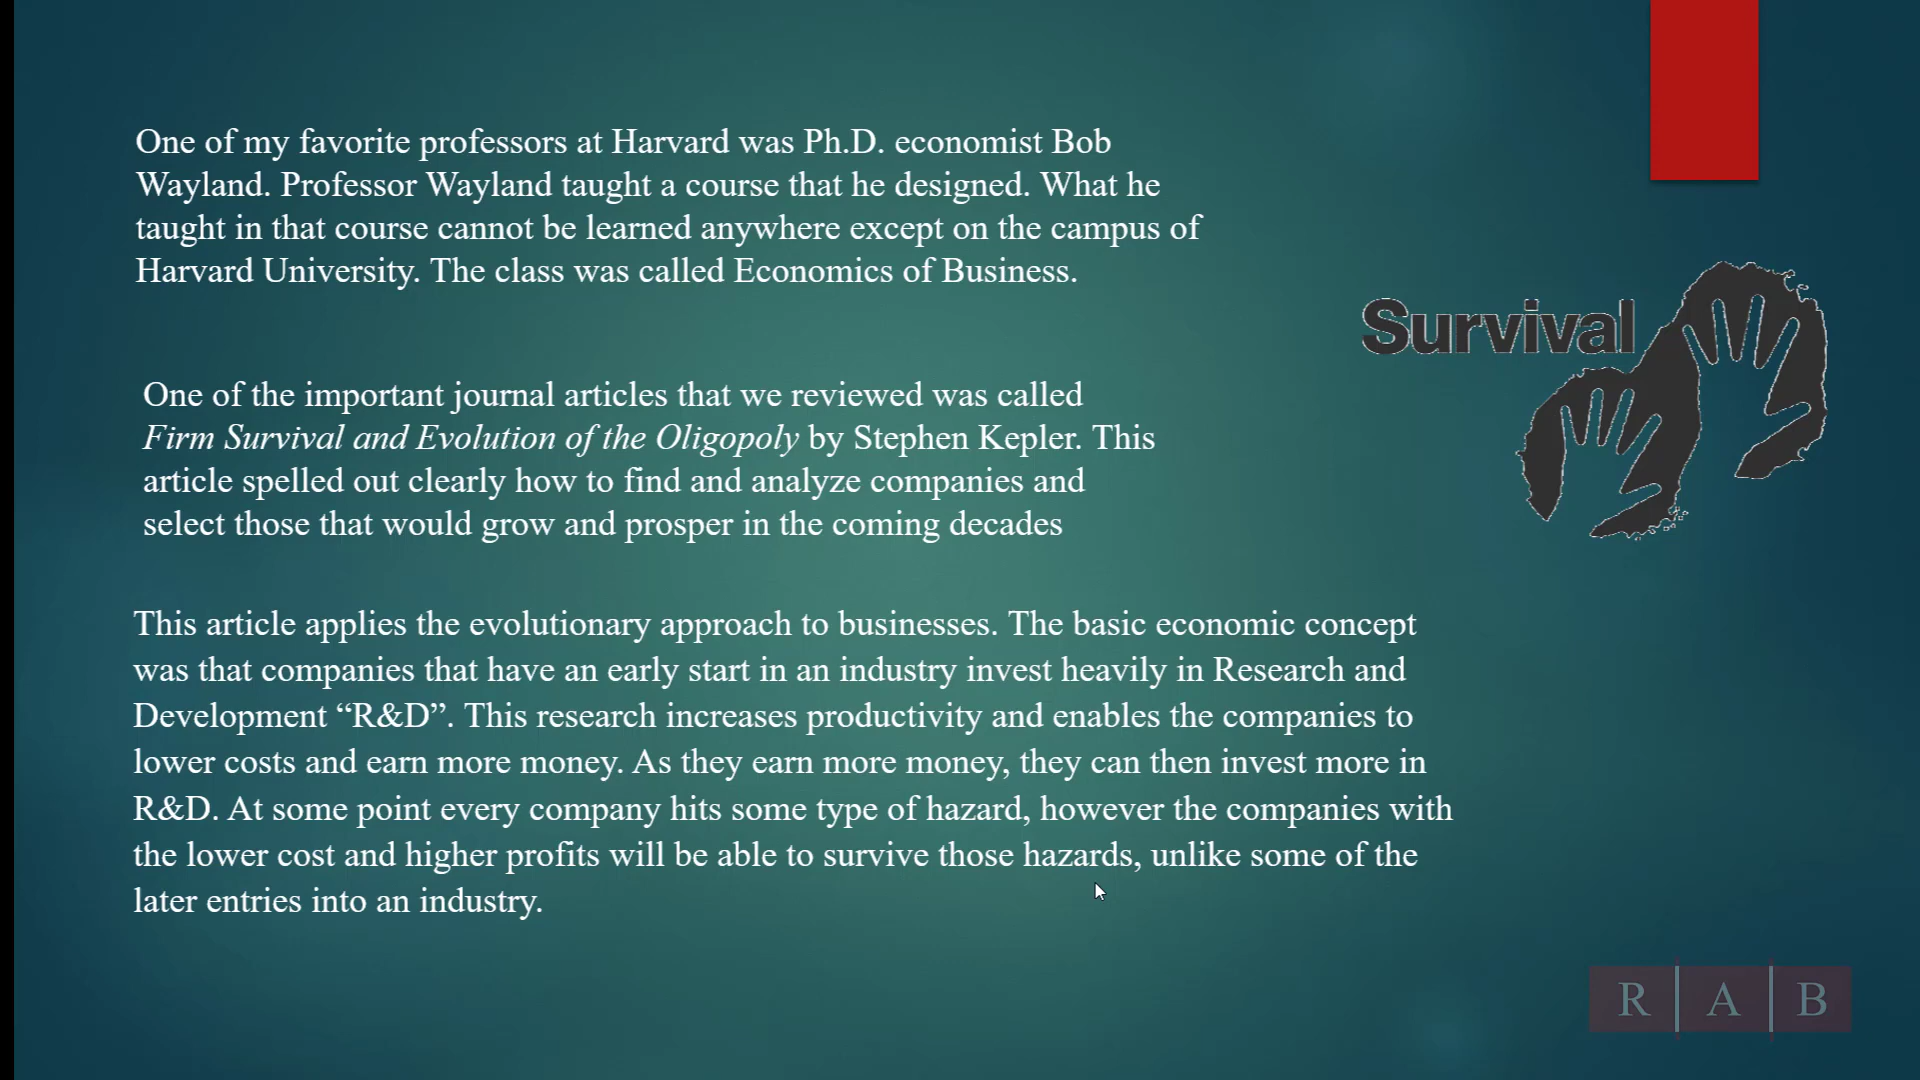 One of my favorite professors at Harvard was Ph.D. economist Bob
Wayland. Professor Wayland taught a course that he designed. What he
taught in that course cannot be learned anywhere except on the campus of
Harvard University. The class was called Economics of Business.
Survival
One of the important journal articles that we reviewed was called
Firm Survival and Evolution of the Oligopoly by Stephen Kepler. This
article spelled out clearly how to find and analyze companies and
select those that would grow and prosper in the coming decades
This article applies the evolutionary approach to businesses. The basic economic concept
was that companies that have an early start in an industry invest heavily in Research and
Development “R&D”. This research increases productivity and enables the companies to
lower costs and earn more money. As they earn more money, they can then invest more in
R&D. At some point every company hits some type of hazard, however the companies with
the lower cost and higher profits will be able to survive those hazards, unlike some of the
later entries into an industry.
R A B